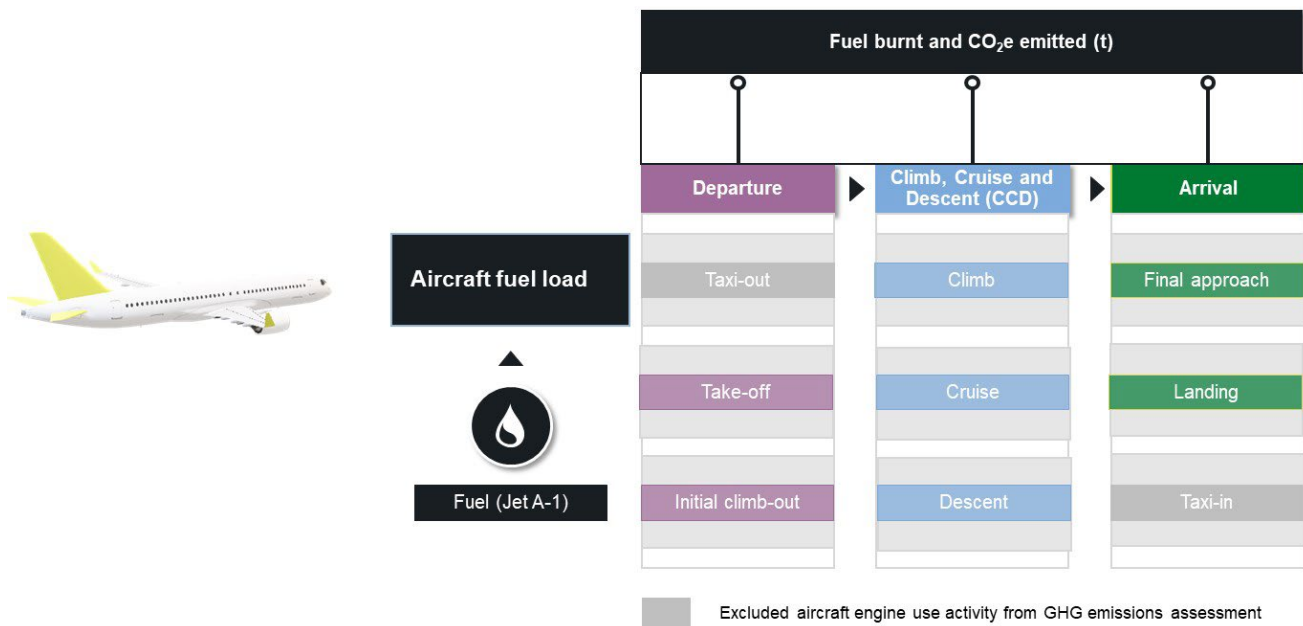 Fuel burnt and CO₂e emitted (t)
Departure
Climb, Cruise and
Descent (CCD)
Arrival
Aircraft fuel load
Taxi-out
Climb
Final approach
Take-off
Cruise
Landing
Fuel (Jet A-1)
Initial climb-out
Descent
Taxi-in
Excluded aircraft engine use activity from GHG emissions assessment